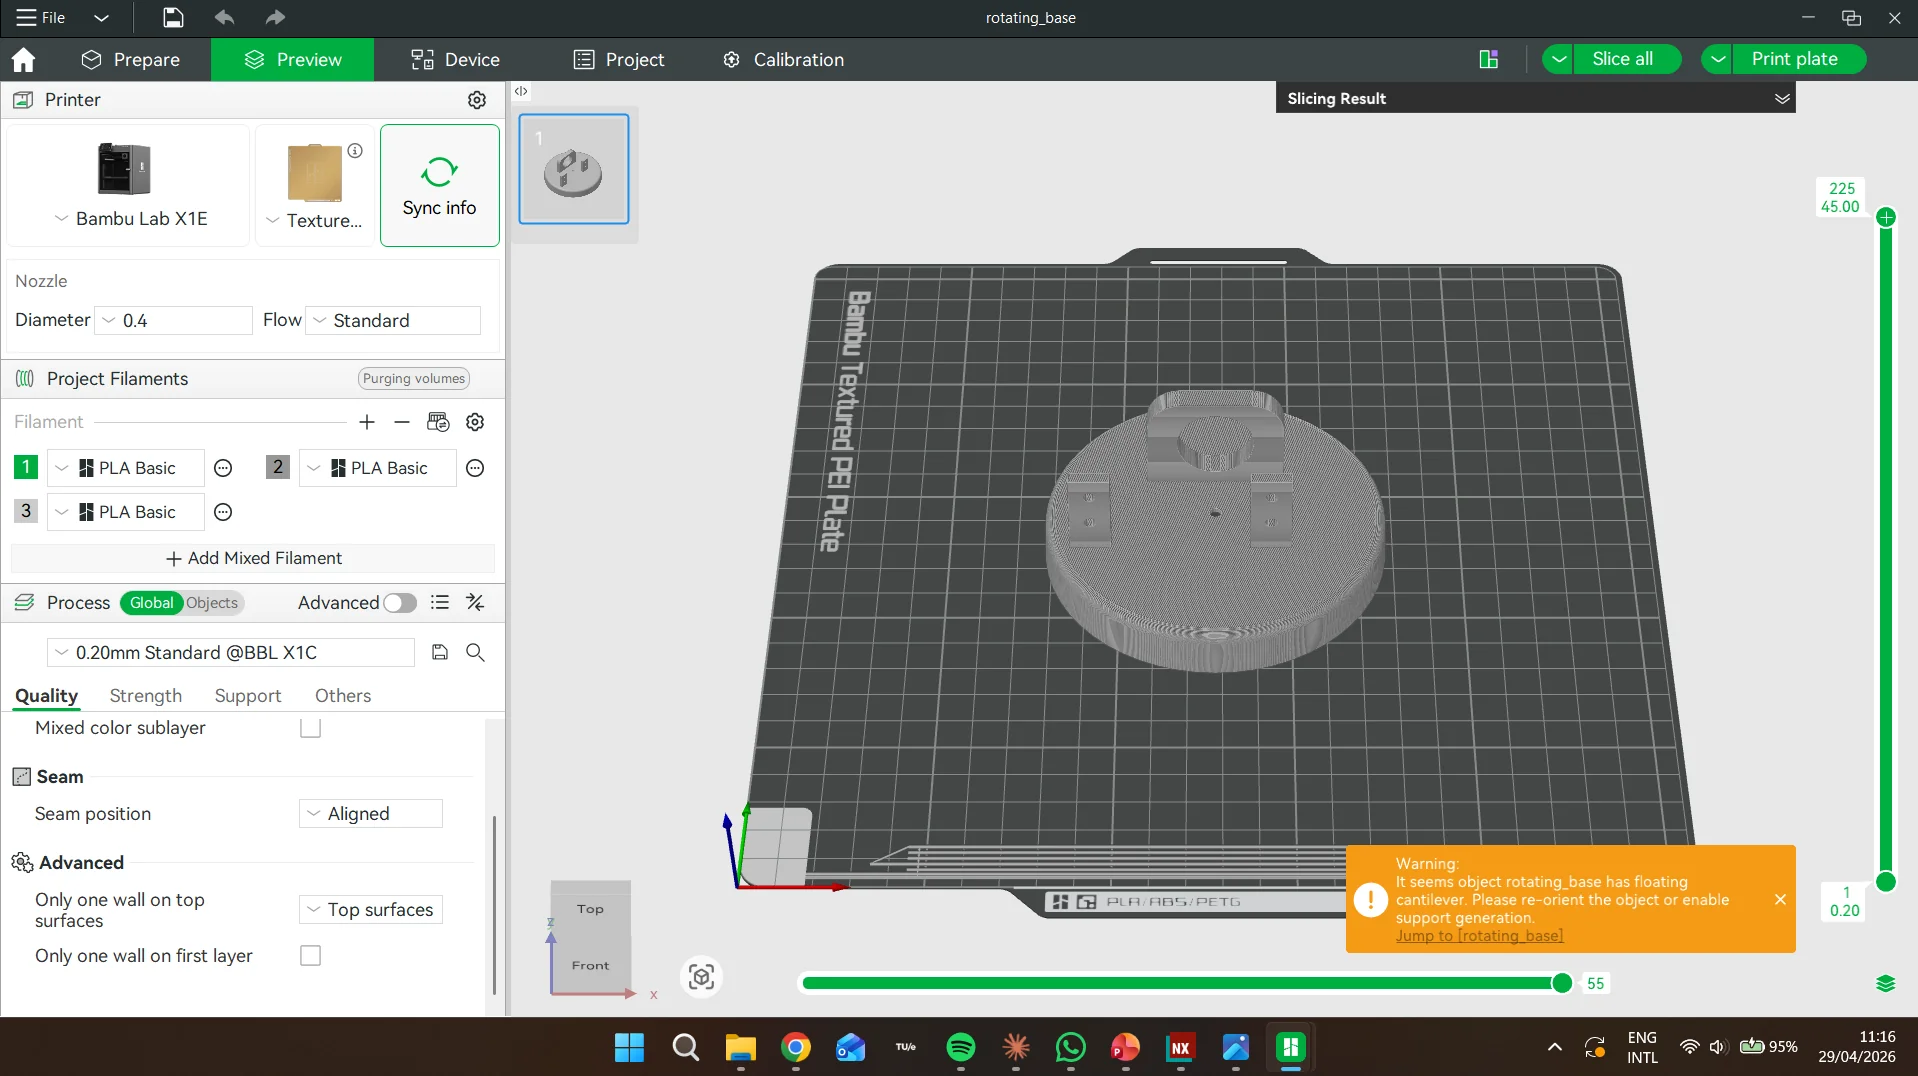 File
rotating_base
Prepare
Preview
Device
Project
Calibration
Slice all
Print plate
Printer
Bambu Lab X1E
Texture...
Sync info
Nozzle
Diameter
0.4
Flow
Standard
Project Filaments
Purging volumes
Filament
1
PLA Basic
2
PLA Basic
3
PLA Basic
+ Add Mixed Filament
Process
Global
Objects
Advanced
0.20mm Standard @BBL X1C
Quality
Strength
Support
Others
Mixed color sublayer
Seam
Seam position
Aligned
Advanced
Only one wall on top
surfaces
Top surfaces
Only one wall on first layer
1
Slicing Result
225
45.00
Bambu Textured PEI Plate
PLA/ABS/PETG
Warning:
It seems object rotating_base has floating
cantilever. Please re-orient the object or enable
support generation.
Jump to [rotating_base]
1
0.20
Top
Front
Z
X
55
TU/e
P
NX
ENG
INTL
95%
11:16
29/04/2026